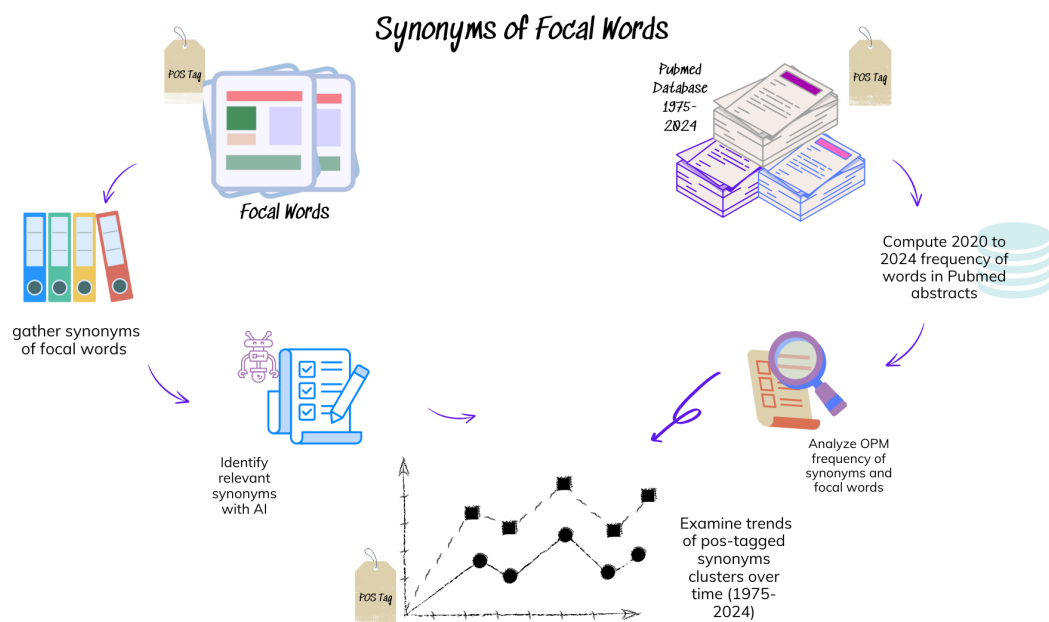 Synonyms of Focal Words
POS Tag
Focal Words
Pubmed
Database
1975-
2024
POS Tag
gather synonyms
of focal words
Compute 2020 to
2024 frequency of
words in Pubmed
abstracts
Identify
relevant
synonyms
with AI
Analyze OPM
frequency of
synonyms and
focal words
POS Tag
Examine trends
of pos-tagged
synonyms
clusters over
time (1975-
2024)